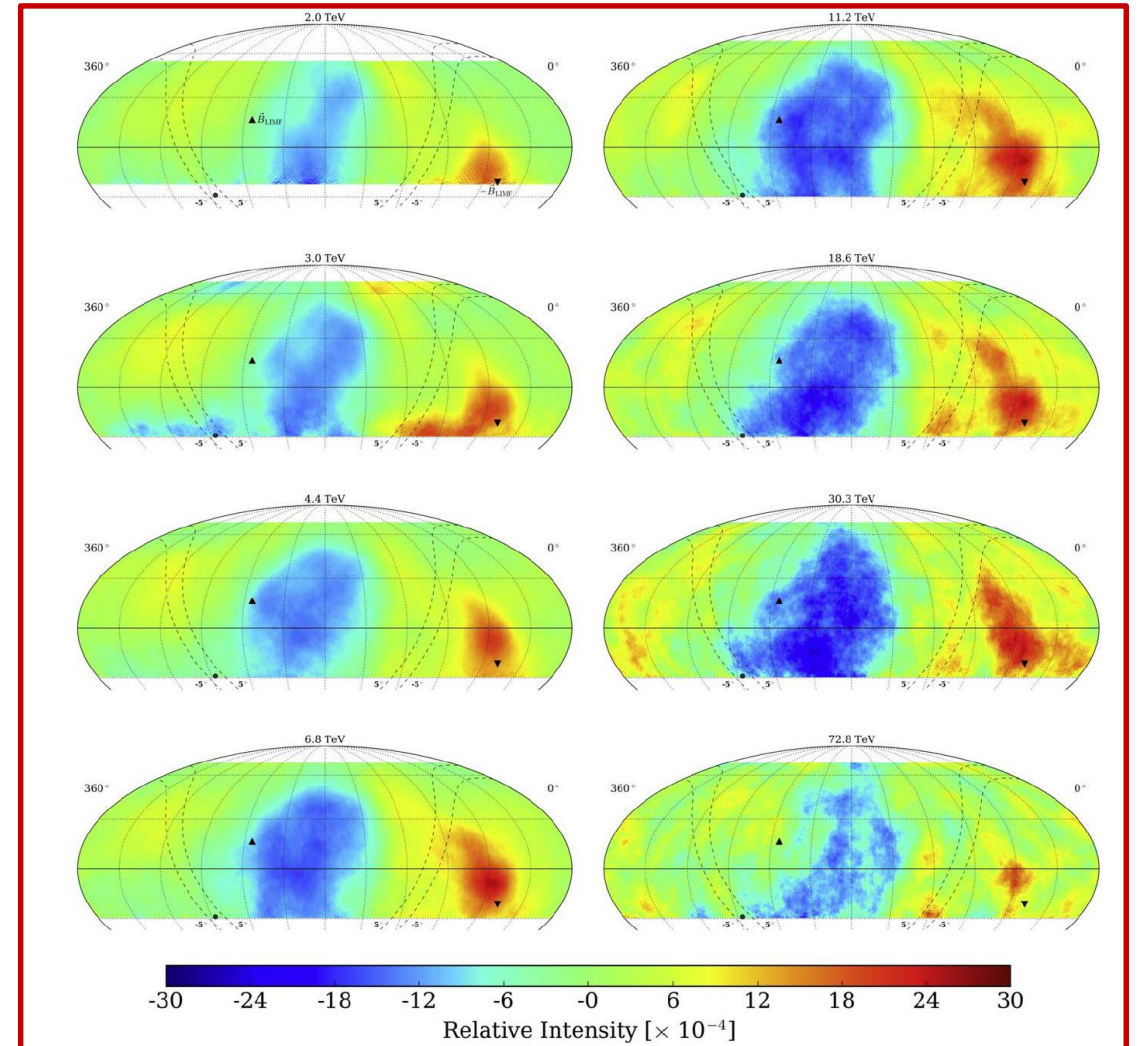 2.0 TeV
360° 0°
▲ B⃗LIMF
-B⃗LIMF
-5° 5° 5° -5°
11.2 TeV
360° 0°
-5° 5° 5° -5°
3.0 TeV
360° 0°
-5° 5° 5° -5°
18.6 TeV
360° 0°
-5° 5° 5° -5°
4.4 TeV
360° 0°
-5° 5° 5° -5°
30.3 TeV
360° 0°
-5° 5° 5° -5°
6.8 TeV
360° 0°
-5° 5° 5° -5°
72.8 TeV
360° 0°
-5° 5° 5° -5°
-30 -24 -18 -12 -6 -0 6 12 18 24 30
Relative Intensity [× 10⁻⁴]